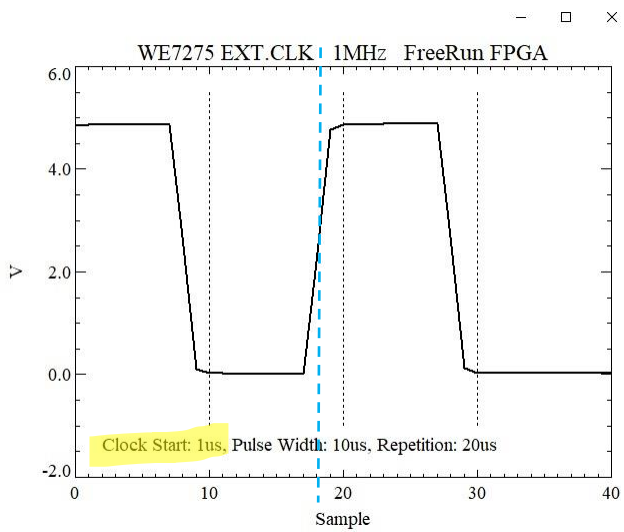 WE7275 EXT.CLK 1MHz FreeRun FPGA
6.0
4.0
2.0
0.0
-2.0
V
Clock Start: 1us, Pulse Width: 10us, Repetition: 20us
0 10 20 30 40
Sample